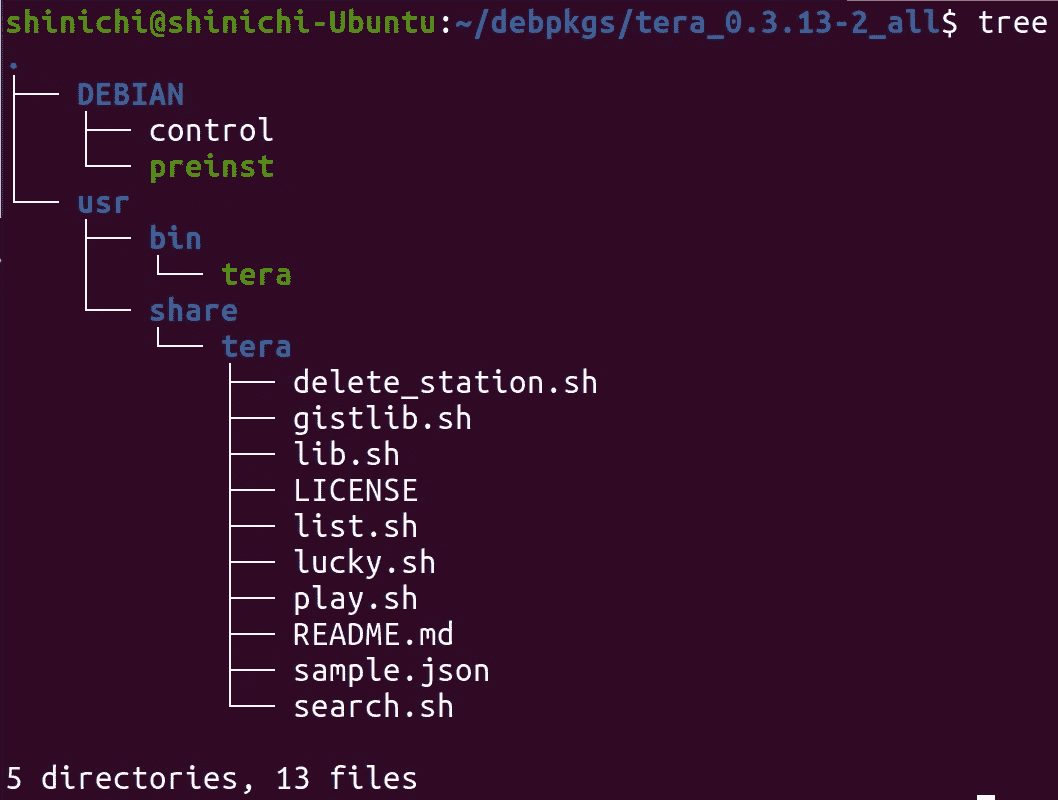 shinichi@shinichi-Ubuntu:~/debpkgs/tera_0.3.13-2_all$ tree
.
├── DEBIAN
│   ├── control
│   └── preinst
└── usr
    ├── bin
    │   └── tera
    └── share
        └── tera
            ├── delete_station.sh
            ├── gistlib.sh
            ├── lib.sh
            ├── LICENSE
            ├── list.sh
            ├── lucky.sh
            ├── play.sh
            ├── README.md
            ├── sample.json
            └── search.sh

5 directories, 13 files